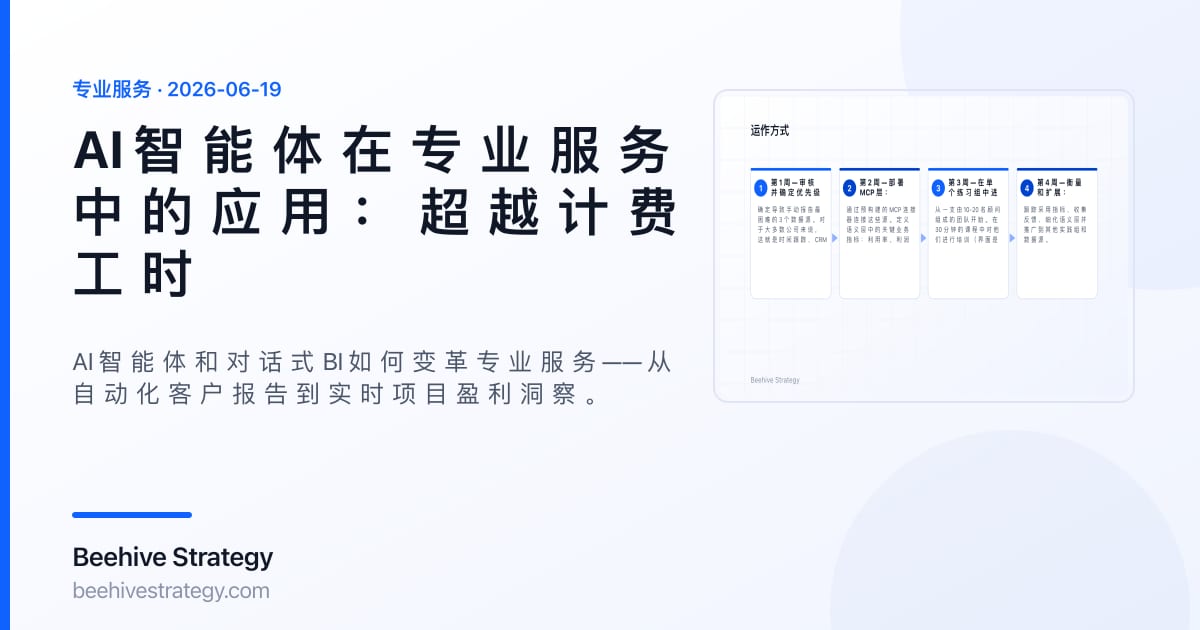 专业服务 · 2026-06-19
AI智能体在专业服务
中的应用：超越计费
工时
AI智能体和对话式BI如何变革专业服务——从
自动化客户报告到实时项目盈利洞察。
Beehive Strategy
beehivestrategy.com
运作方式
1
第1周—审核
并确定优先级
确定导致手动报告最
困难的3个数据源。对
于大多数公司来说，
这就是时间跟踪、CRM
2
第2周—部署
MCP层：
通过预构建的MCP连接
器连接这些源。定义
语义层中的关键业务
指标：利用率、利润
3
第3周—在单
个练习组中进
从一支由10-20名顾问
组成的团队开始。在
30分钟的课程中对他
们进行培训（界面是
4
第4周—衡量
和扩展：
跟踪采用指标、收集
反馈、细化语义层并
推广到其他实践组和
数据源。
Beehive Strategy